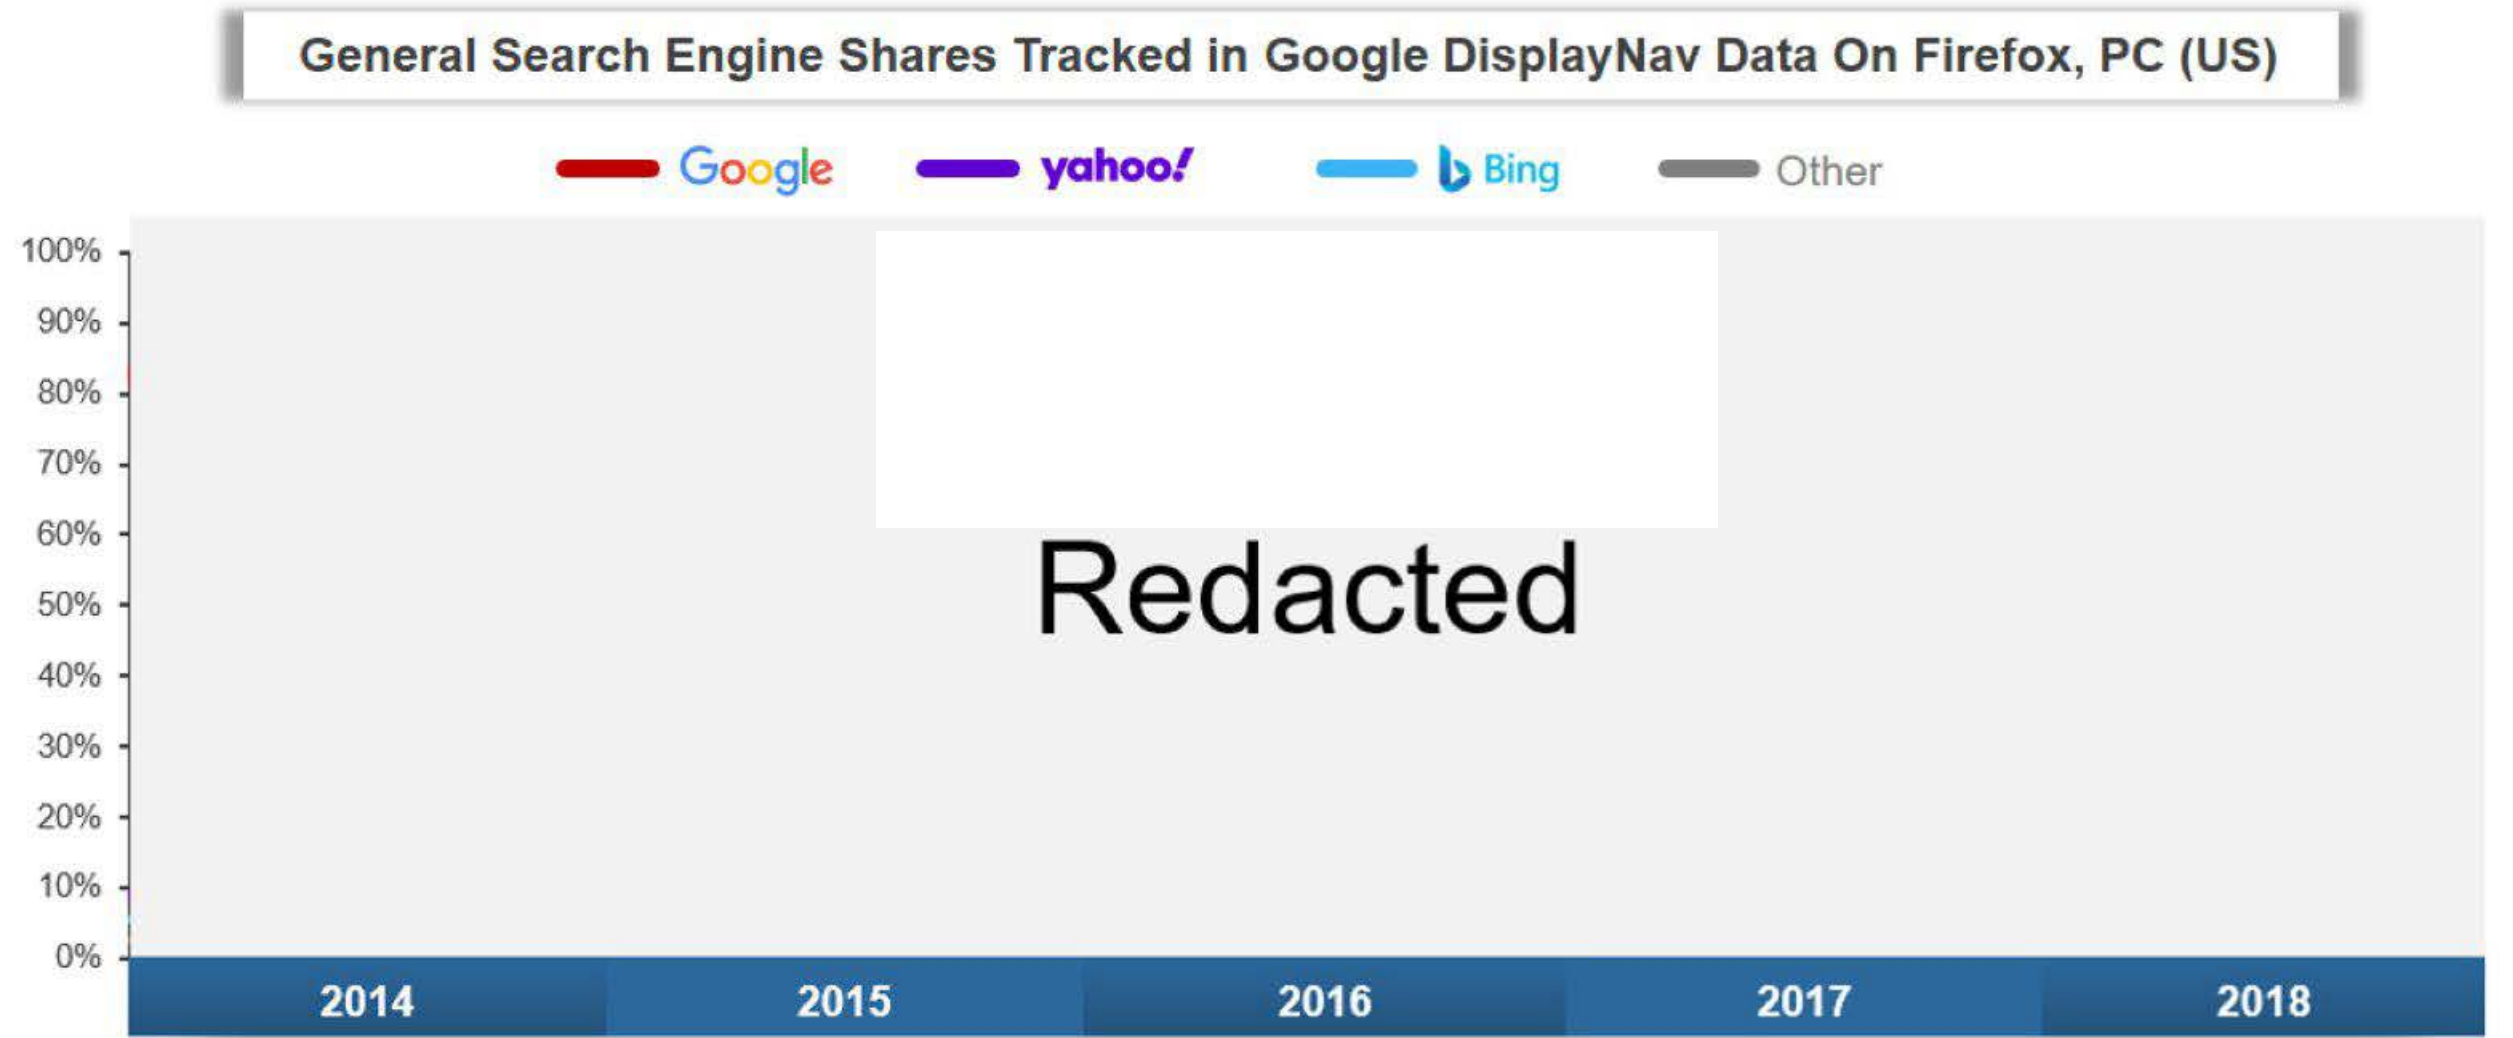 General Search Engine Shares Tracked in Google DisplayNav Data On Firefox, PC (US)
Google yahoo! Bing Other
100%
90%
80%
70%
60%
Redacted
50%
40%
30%
20%
10%
0%
2014 2015 2016 2017 2018